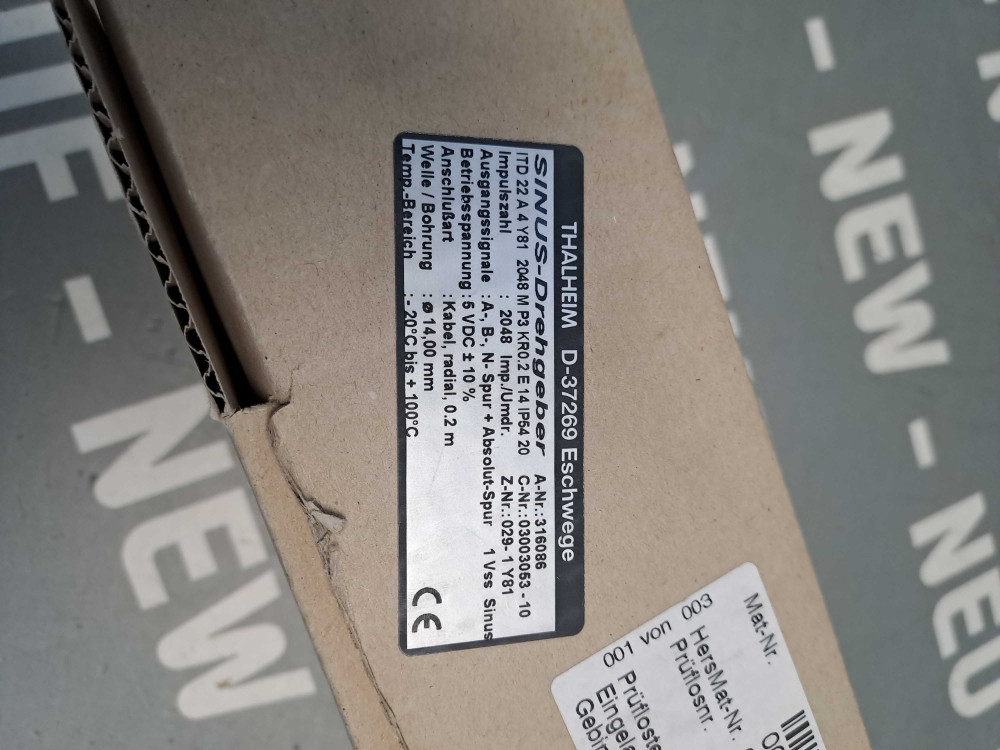 THALHEIM D-37269 Eschwege
SINUS-Drehgeber A-Nr.:316086
ITD 22 A 4 Y81 2048 M P3 KR0.2 E 14 IP54 20 C-Nr.:03003053 - 10
Impulszahl : 2048 Imp./Umdr. Z-Nr.:029- 1 Y81
Ausgangssignale : A-, B-, N- Spur + Absolut-Spur 1 Vss Sinus
Betriebsspannung : 5 VDC ± 10 %
Anschlußart : Kabel, radial, 0.2 m
Welle / Bohrung : ø 14,00 mm
Temp.-Bereich : - 20°C bis + 100°C
CE
Mat-Nr.
003 HersMat-Nr.
Prüflosnr.
001 von
NEW - NEW
- NEW - NEU